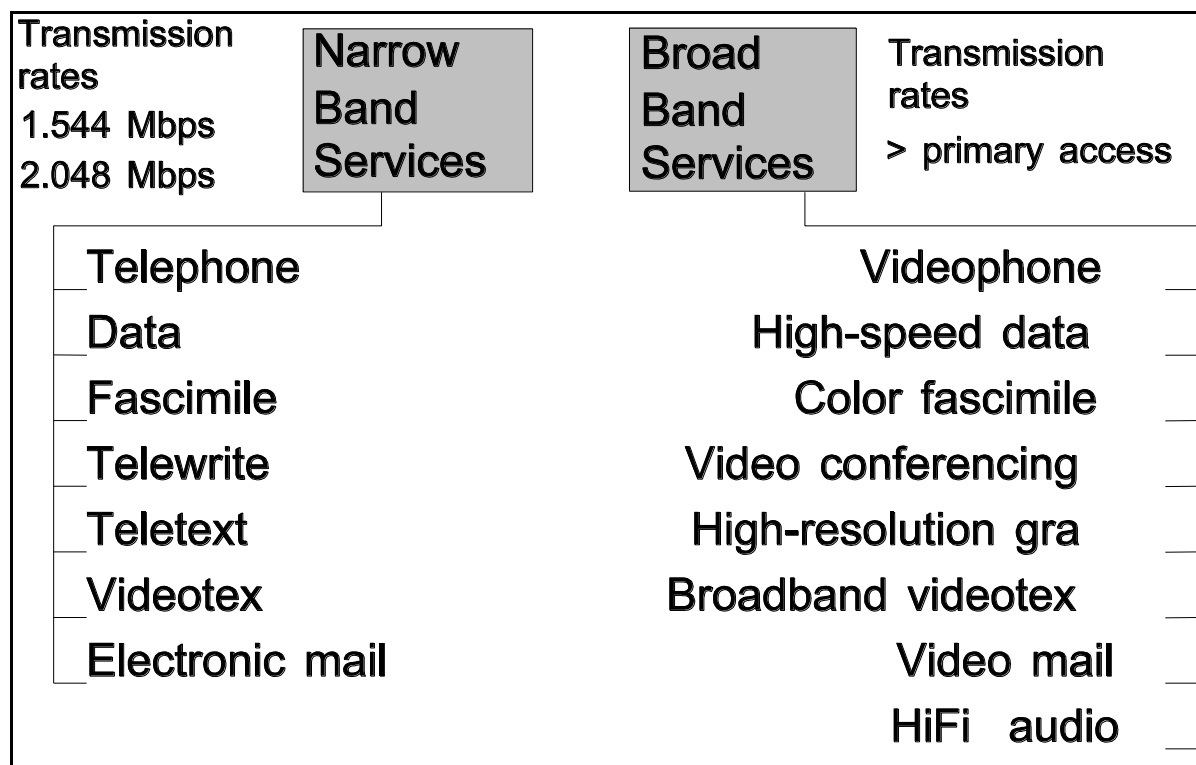 Transmission
rates
1.544 Mbps
2.048 Mbps
Narrow
Band
Services
Broad
Band
Services
Transmission
rates
> primary access
Telephone
Data
Fascimile
Telewrite
Teletext
Videotex
Electronic mail
Videophone
High-speed data
Color fascimile
Video conferencing
High-resolution gra
Broadband videotex
Video mail
HiFi audio